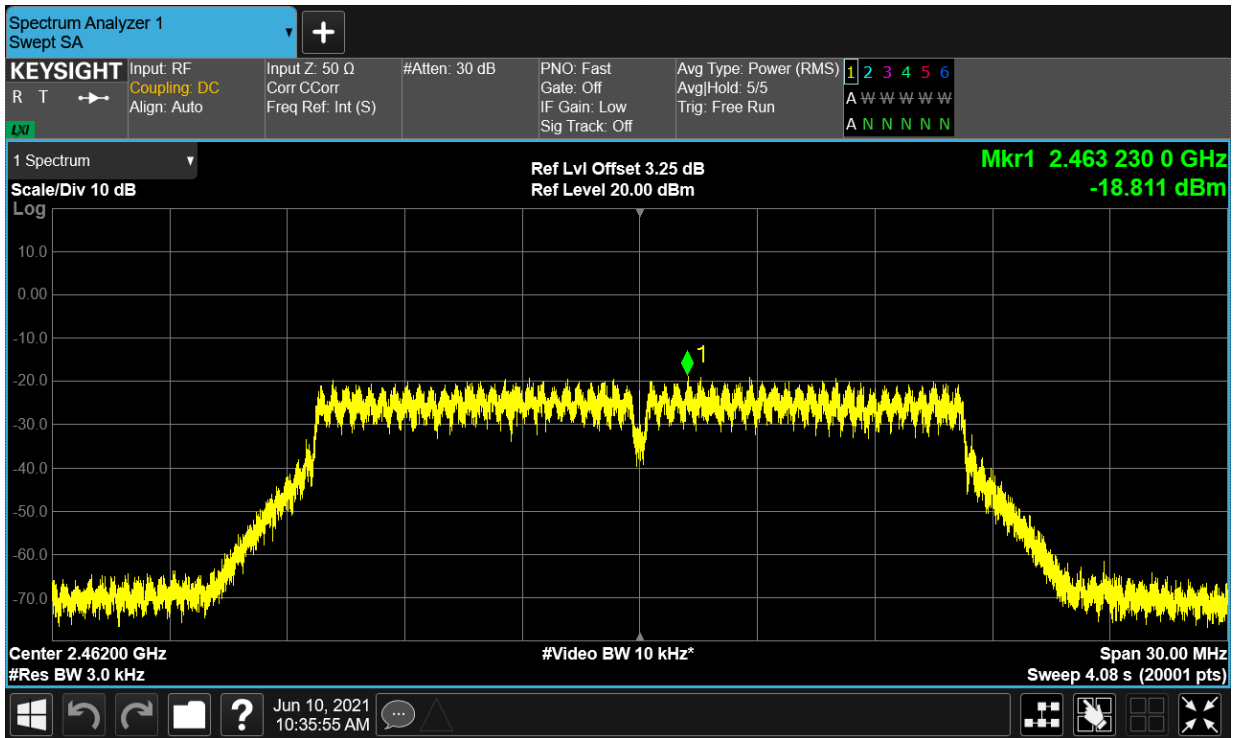 Spectrum Analyzer 1
Swept SA
+
KEYSIGHT
R T
LXI
Input: RF
Coupling: DC
Align: Auto
Input Z: 50 Ω
Corr CCorr
Freq Ref: Int (S)
#Atten: 30 dB
PNO: Fast
Gate: Off
IF Gain: Low
Sig Track: Off
Avg Type: Power (RMS)
Avg|Hold: 5/5
Trig: Free Run
1 2 3 4 5 6
A W W W W W
A N N N N N
1 Spectrum
Scale/Div 10 dB
Log
Ref Lvl Offset 3.25 dB
Ref Level 20.00 dBm
Mkr1 2.463 230 0 GHz
-18.811 dBm
10.0
0.00
-10.0
1
-20.0
-30.0
-40.0
-50.0
-60.0
-70.0
Center 2.46200 GHz
#Res BW 3.0 kHz
#Video BW 10 kHz*
Span 30.00 MHz
Sweep 4.08 s (20001 pts)
?
Jun 10, 2021
10:35:55 AM